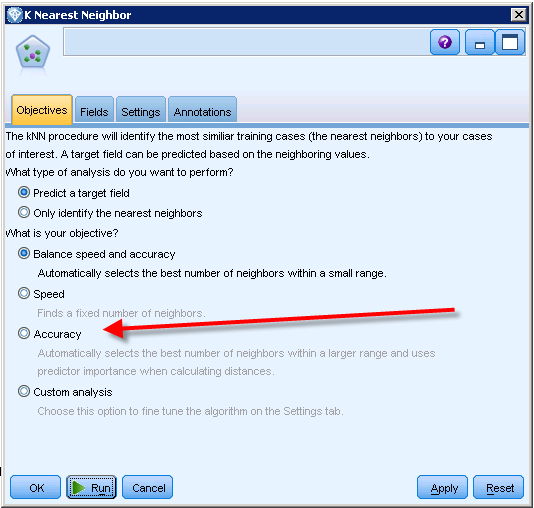 K Nearest Neighbor
?
Objectives Fields Settings Annotations
The kNN procedure will identify the most similiar training cases (the nearest neighbors) to your cases
of interest. A target field can be predicted based on the neighboring values.
What type of analysis do you want to perform?
Predict a target field
Only identify the nearest neighbors
What is your objective?
Balance speed and accuracy
Automatically selects the best number of neighbors within a small range.
Speed
Finds a fixed number of neighbors.
Accuracy
Automatically selects the best number of neighbors within a larger range and uses
predictor importance when calculating distances.
Custom analysis
Choose this option to fine tune the algorithm on the Settings tab.
OK Run Cancel Apply Reset